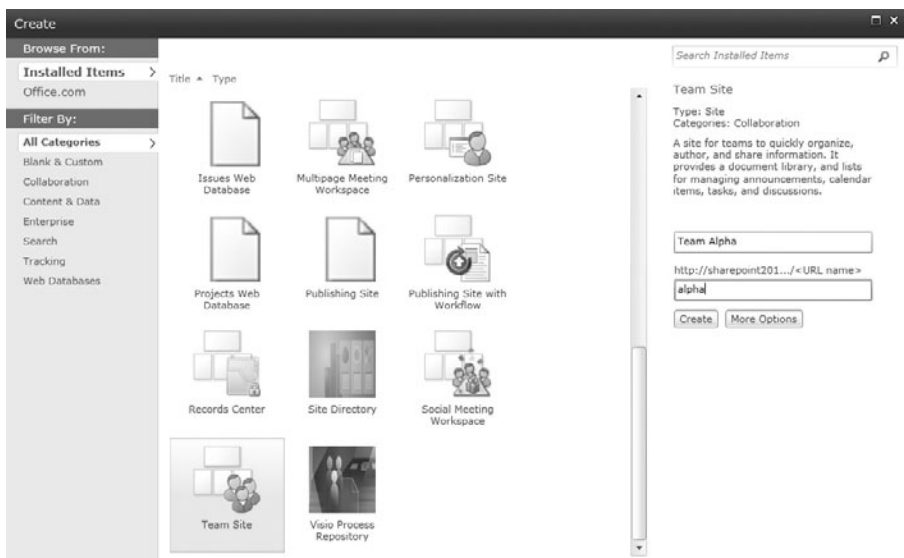 Create
Browse From:
Installed Items
Office.com
Filter By:
All Categories
Blank & Custom
Collaboration
Content & Data
Enterprise
Search
Tracking
Web Databases
Title Type
Issues Web
Database
Multipage Meeting
Workspace
Personalization Site
Projects Web
Database
Publishing Site
Publishing Site with
Workflow
Records Center
Site Directory
Social Meeting
Workspace
Team Site
Visio Process
Repository
Search Installed Items
Team Site
Type: Site
Categories: Collaboration
A site for teams to quickly organize,
author, and share information. It
provides a document library, and lists
for managing announcements, calendar
items, tasks, and discussions.
Team Alpha
http://sharepoint201.../<URL name>
alpha
Create More Options